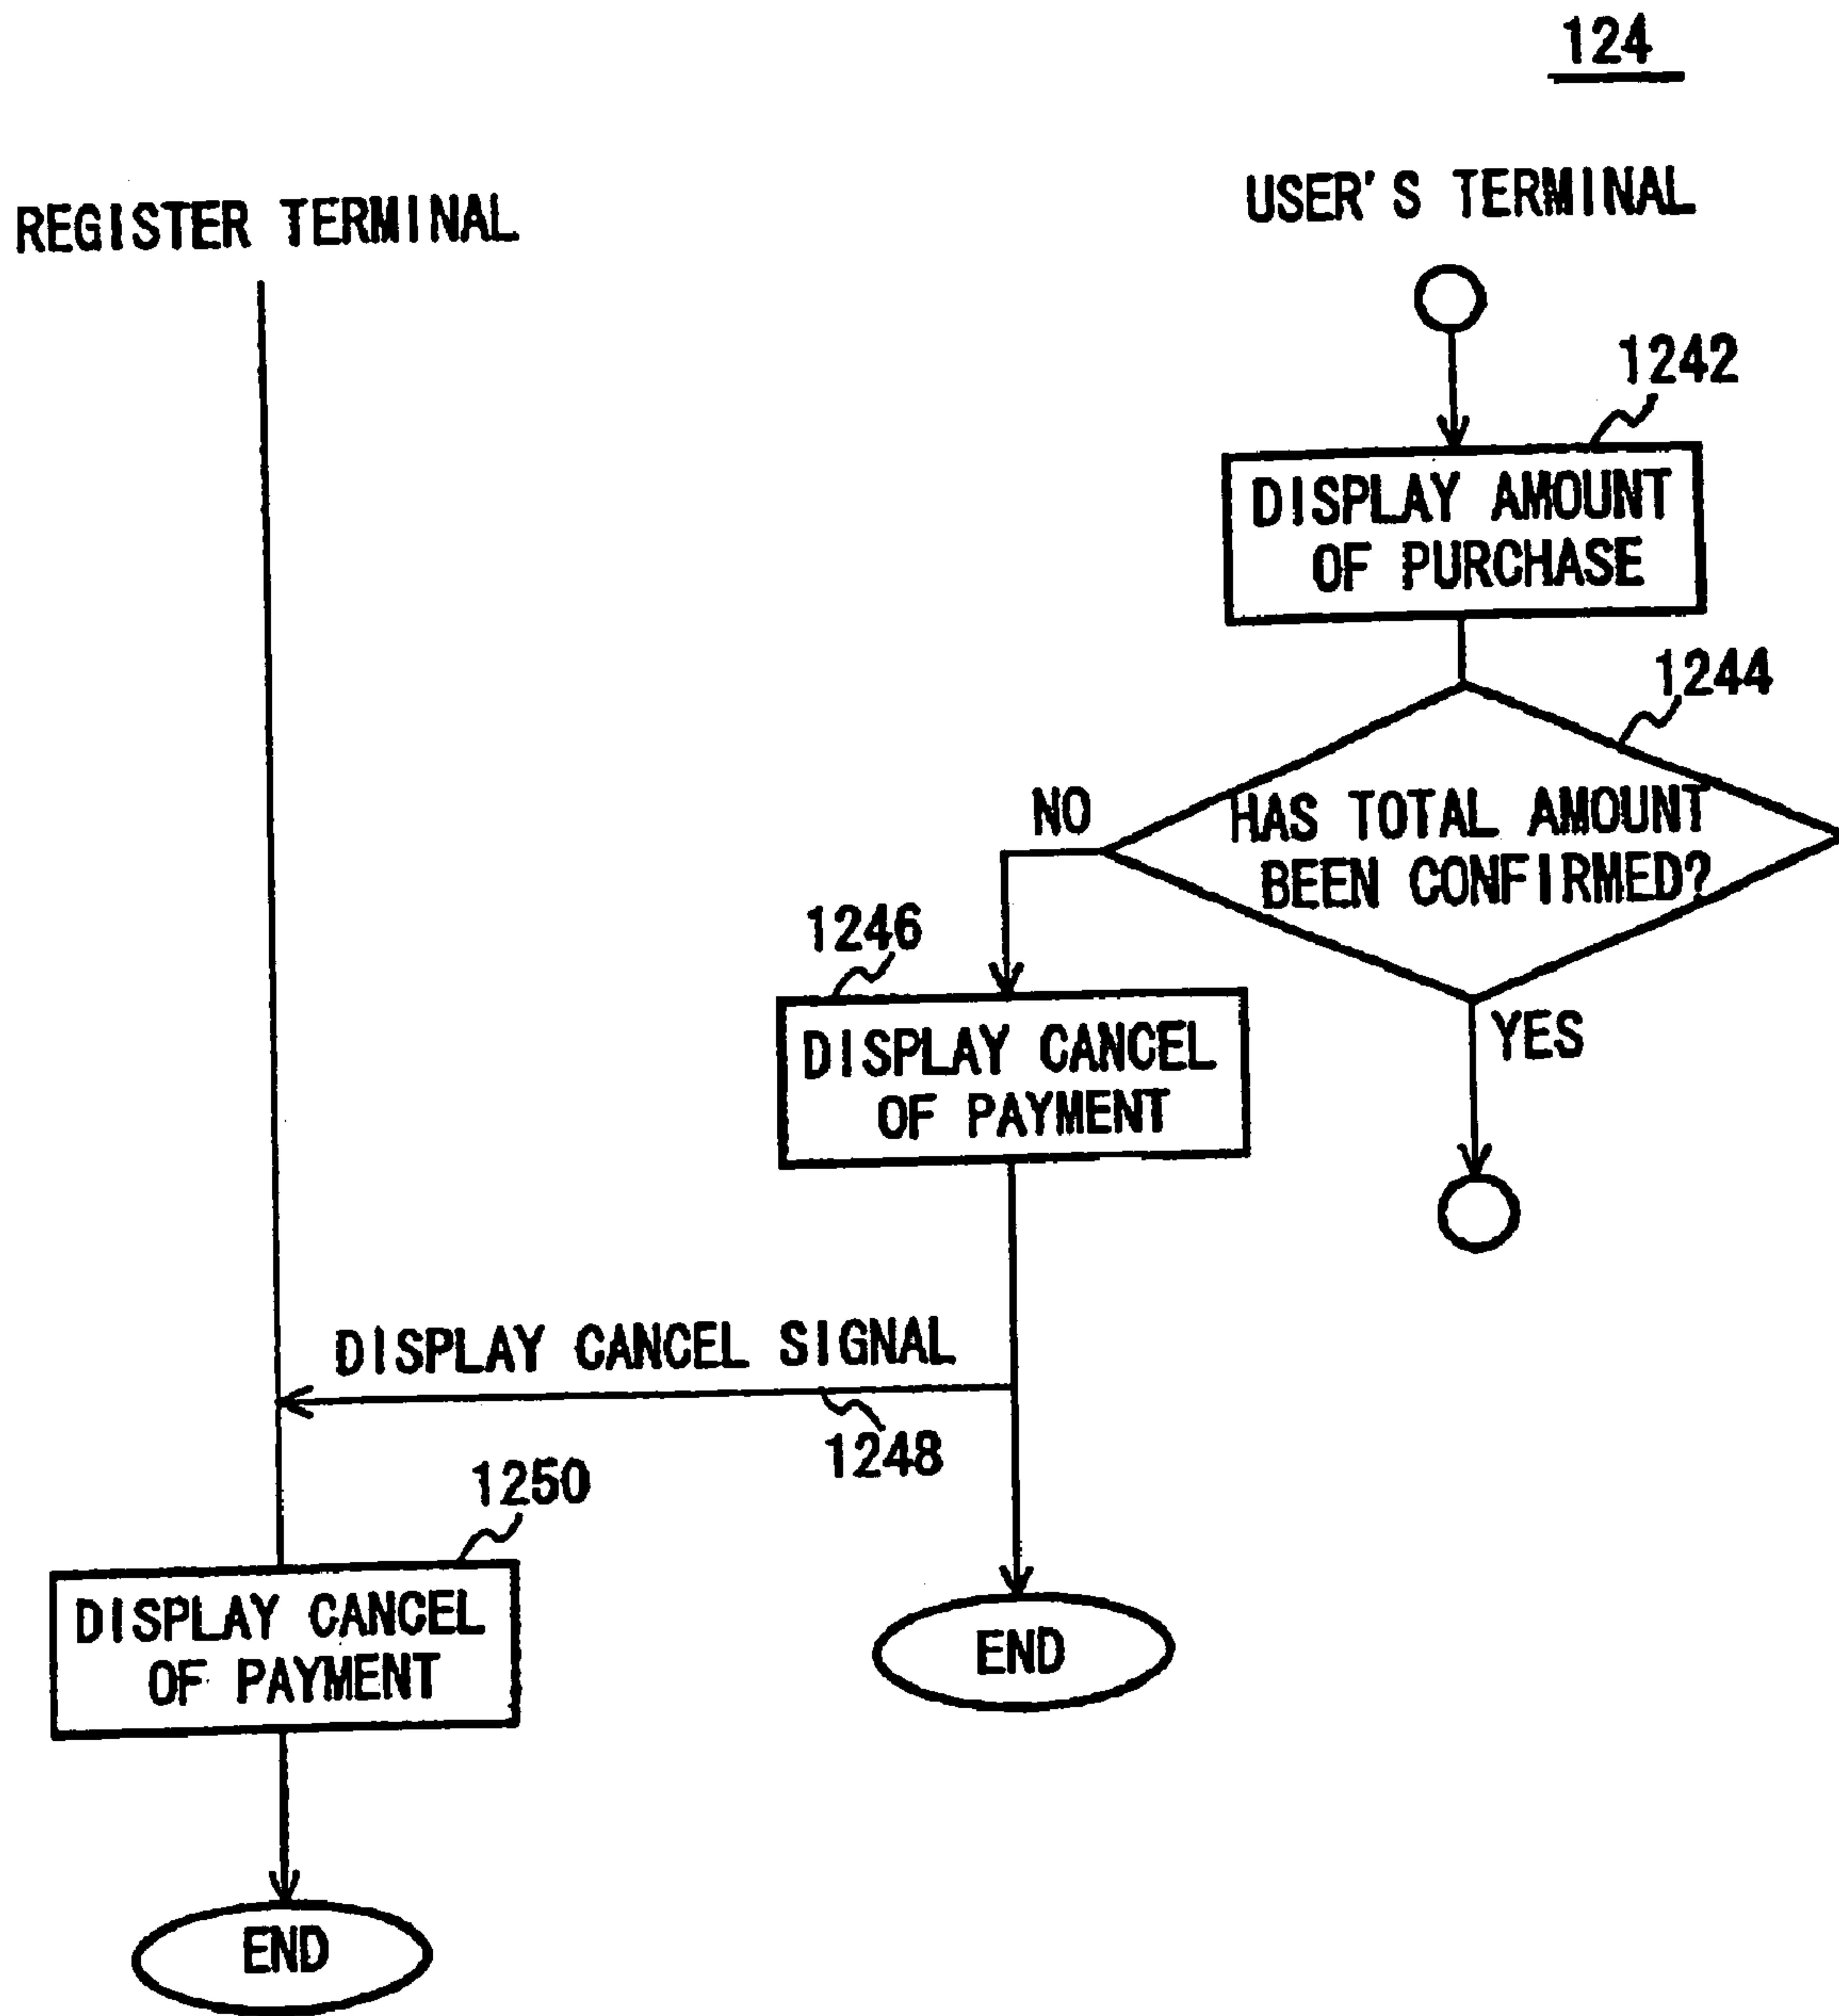 124
REGISTER TERMINAL
USER'S TERMINAL
1242
DISPLAY AMOUNT
OF PURCHASE
1244
HAS TOTAL AMOUNT
BEEN CONFIRMED?
NO
YES
1246
DISPLAY CANCEL
OF PAYMENT
DISPLAY CANCEL SIGNAL
1248
1250
DISPLAY CANCEL
OF PAYMENT
END
END